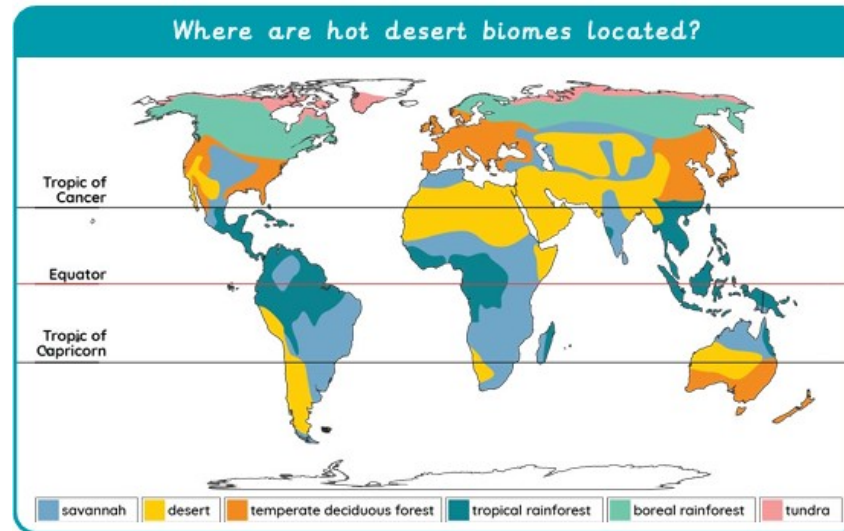 Where are hot desert biomes located?
Tropic of
Cancer
Equator
Tropic of
Capricorn
savannah
desert
temperate deciduous forest
tropical rainforest
boreal rainforest
tundra